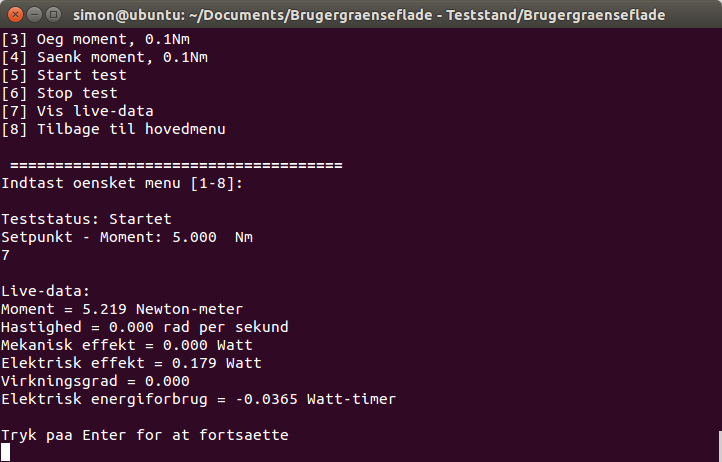 simon@ubuntu: ~/Documents/Brugergraenseflade - Teststand/Brugergraenseflade
[3] Oeg moment, 0.1Nm
[4] Saenk moment, 0.1Nm
[5] Start test
[6] Stop test
[7] Vis live-data
[8] Tilbage til hovedmenu
=====================================
Indtast oensket menu [1-8]:
Teststatus: Startet
Setpunkt - Moment: 5.000  Nm
7
Live-data:
Moment = 5.219 Newton-meter
Hastighed = 0.000 rad per sekund
Mekanisk effekt = 0.000 Watt
Elektrisk effekt = 0.179 Watt
Virkningsgrad = 0.000
Elektrisk energiforbrug = -0.0365 Watt-timer
Tryk paa Enter for at fortsaette